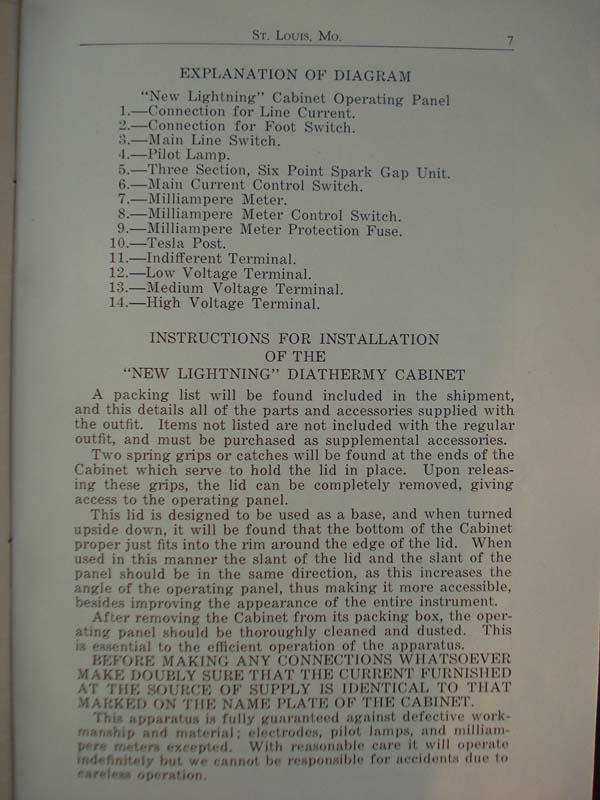 St. Louis, Mo.
7
EXPLANATION OF DIAGRAM
“New Lightning” Cabinet Operating Panel
1.—Connection for Line Current.
2.—Connection for Foot Switch.
3.—Main Line Switch.
4.—Pilot Lamp.
5.—Three Section, Six Point Spark Gap Unit.
6.—Main Current Control Switch.
7.—Milliampere Meter.
8.—Milliampere Meter Control Switch.
9.—Milliampere Meter Protection Fuse.
10.—Tesla Post.
11.—Indifferent Terminal.
12.—Low Voltage Terminal.
13.—Medium Voltage Terminal.
14.—High Voltage Terminal.
INSTRUCTIONS FOR INSTALLATION
OF THE
“NEW LIGHTNING” DIATHERMY CABINET
A packing list will be found included in the shipment,
and this details all of the parts and accessories supplied with
the outfit. Items not listed are not included with the regular
outfit, and must be purchased as supplemental accessories.
Two spring grips or catches will be found at the ends of the
Cabinet which serve to hold the lid in place. Upon releas-
ing these grips, the lid can be completely removed, giving
access to the operating panel.
This lid is designed to be used as a base, and when turned
upside down, it will be found that the bottom of the Cabinet
proper just fits into the rim around the edge of the lid. When
used in this manner the slant of the lid and the slant of the
panel should be in the same direction, as this increases the
angle of the operating panel, thus making it more accessible,
besides improving the appearance of the entire instrument.
After removing the Cabinet from its packing box, the oper-
ating panel should be thoroughly cleaned and dusted. This
is essential to the efficient operation of the apparatus.
BEFORE MAKING ANY CONNECTIONS WHATSOEVER
MAKE DOUBLY SURE THAT THE CURRENT FURNISHED
AT THE SOURCE OF SUPPLY IS IDENTICAL TO THAT
MARKED ON THE NAME PLATE OF THE CABINET.
This apparatus is fully guaranteed against defective work-
manship and material; electrodes, pilot lamps, and milliam-
pere meters excepted. With reasonable care it will operate
indefinitely but we cannot be responsible for accidents due to
careless operation.